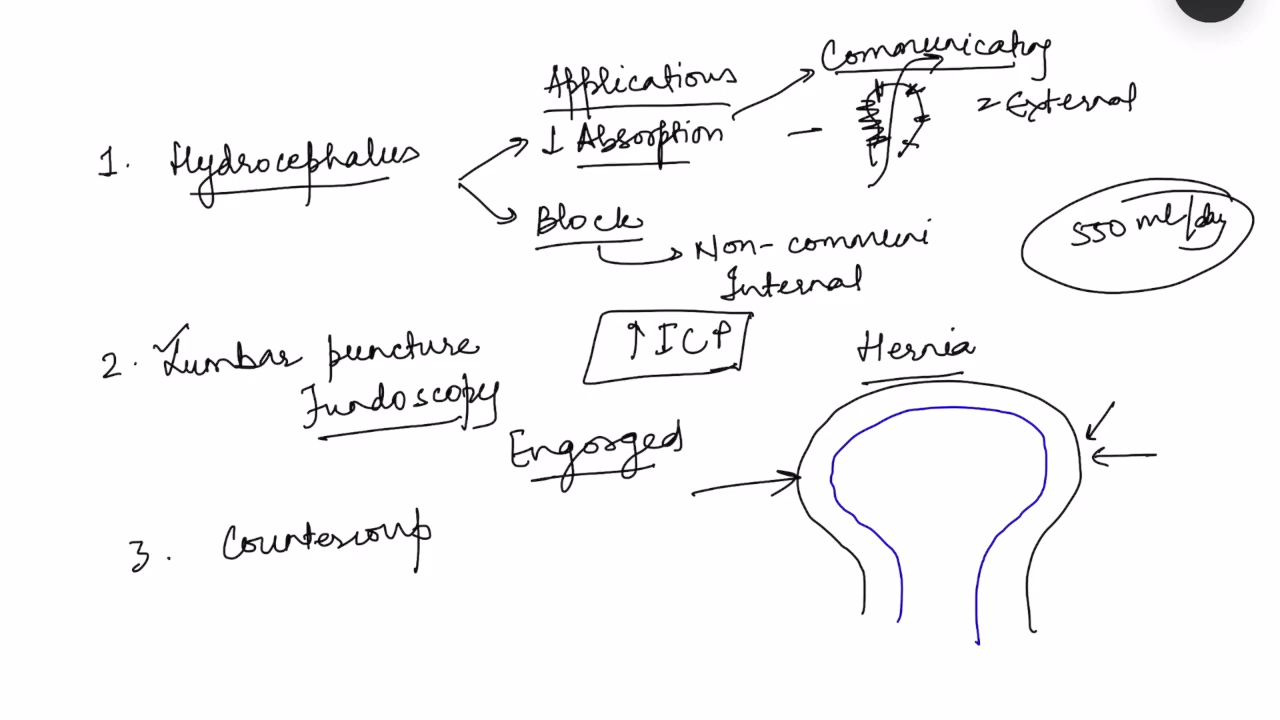 Applications
Communicating
= External
1. Hydrocephalus
↓ Absorption -
Block
Non-communi
Internal
550 ml/day
2. ✓Lumbar puncture
Fundoscopy
↑ICP
Hernia
Engorged
3. Countercoup